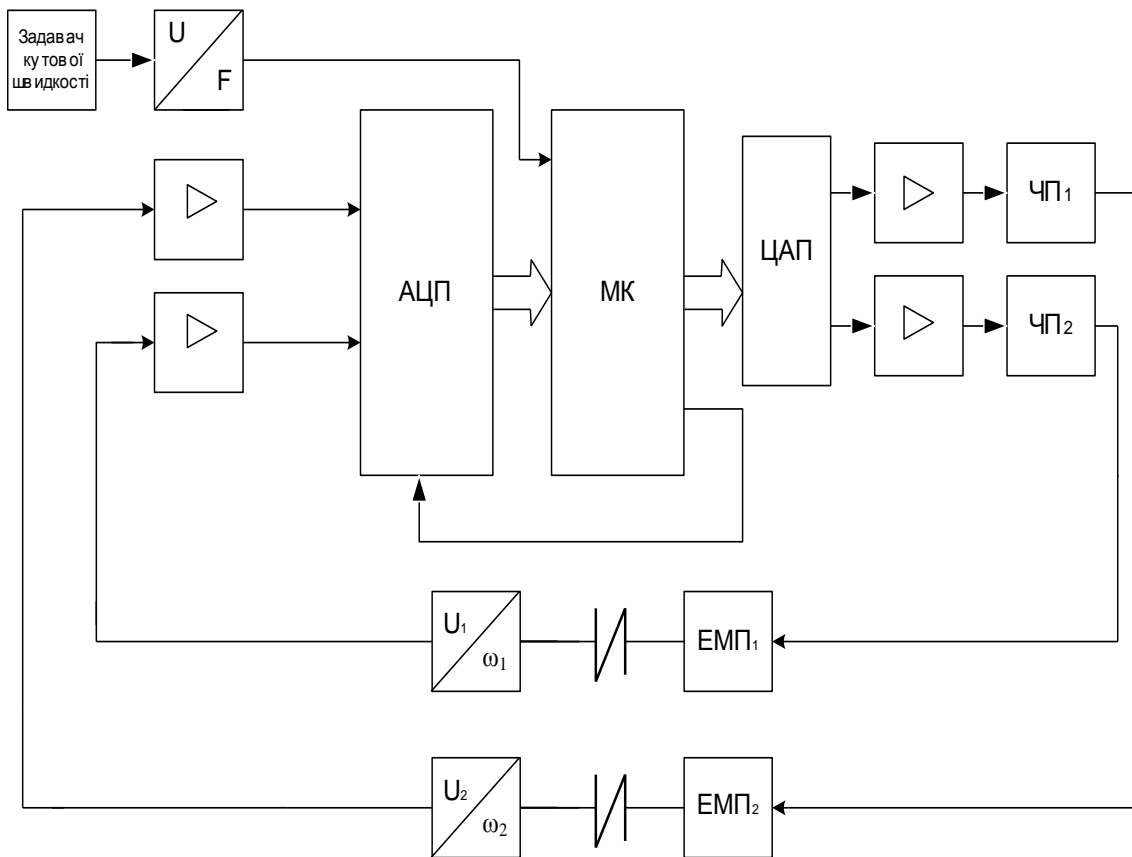 Задавач
кутової
швидкості
U
F
АЦП
МК
ЦАП
ЧП₁
ЧП₂
U₁
ω₁
ЕМП₁
U₂
ω₂
ЕМП₂